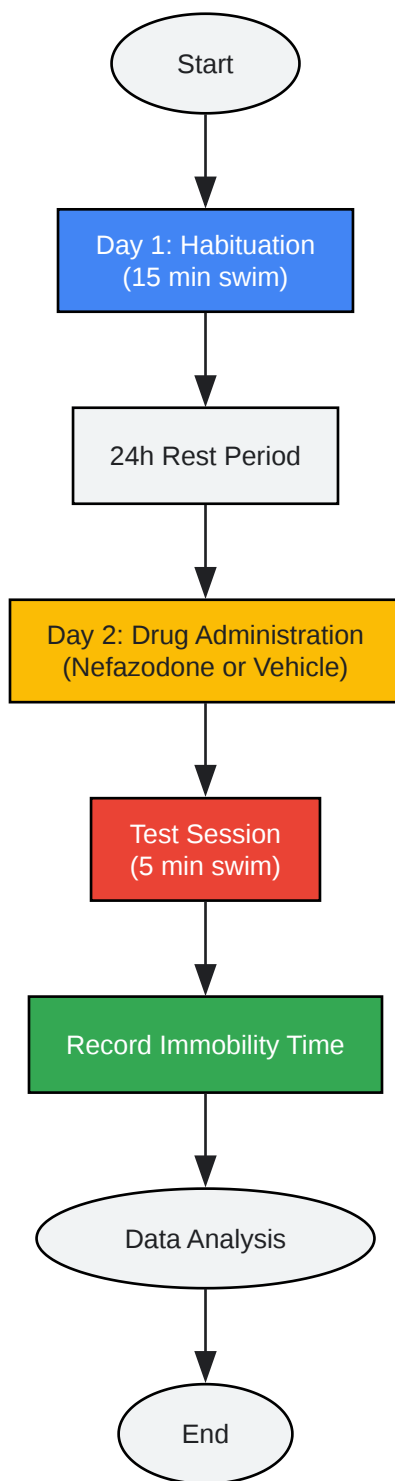 Start
Day 1: Habituation
(15 min swim)
24h Rest Period
Day 2: Drug Administration
(Nefazodone or Vehicle)
Test Session
(5 min swim)
Record Immobility Time
Data Analysis
End